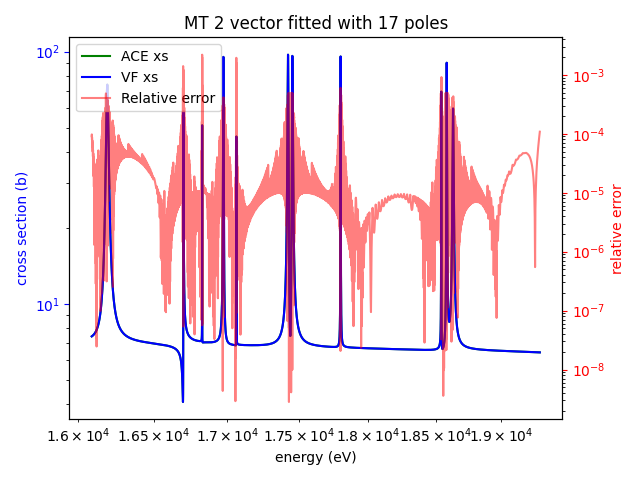 MT 2 vector fitted with 17 poles
ACE xs
VF xs
Relative error
cross section (b)
10²
10¹
relative error
10⁻³
10⁻⁴
10⁻⁵
10⁻⁶
10⁻⁷
10⁻⁸
1.6×10⁴ 1.65×10⁴ 1.7×10⁴ 1.75×10⁴ 1.8×10⁴ 1.85×10⁴ 1.9×10⁴
energy (eV)